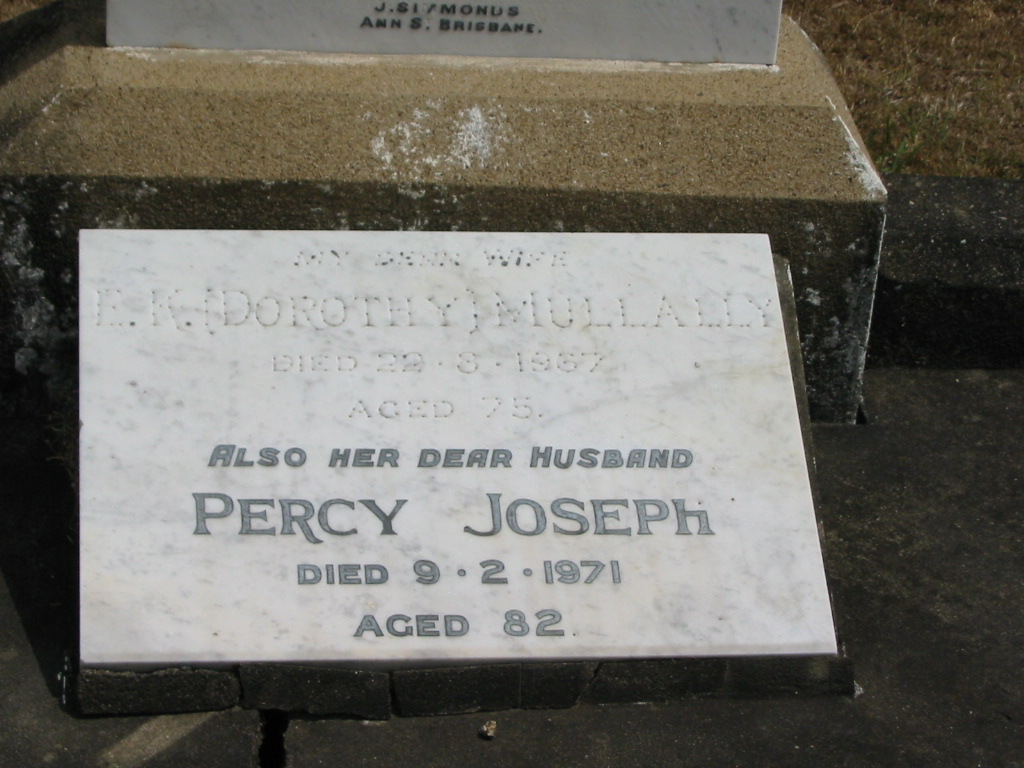 J. SIMMONDS
ANN S. BRISBANE.
MY DEAR WIFE
E.K. (DOROTHY) MULLALLY
DIED 22 · 8 · 1967
AGED 75.
ALSO HER DEAR HUSBAND
PERCY JOSEPH
DIED 9 · 2 · 1971
AGED 82.